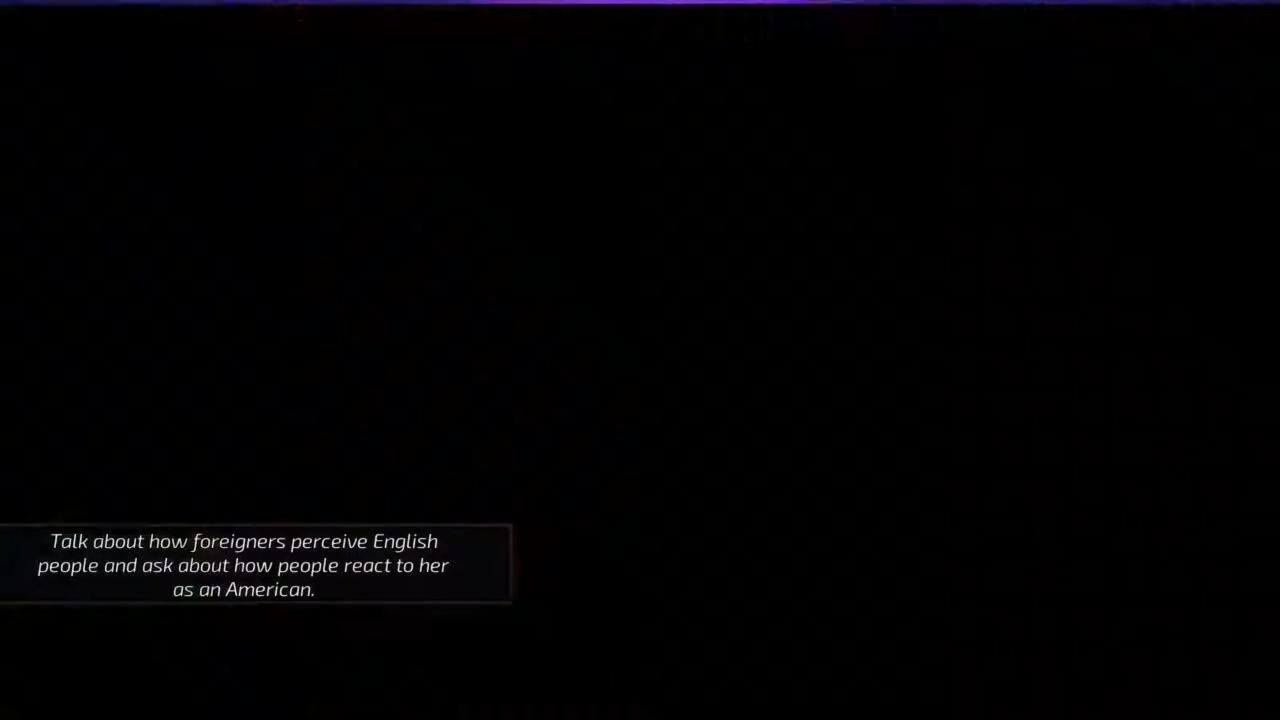 Talk about how foreigners perceive English
people and ask about how people react to her
as an American.